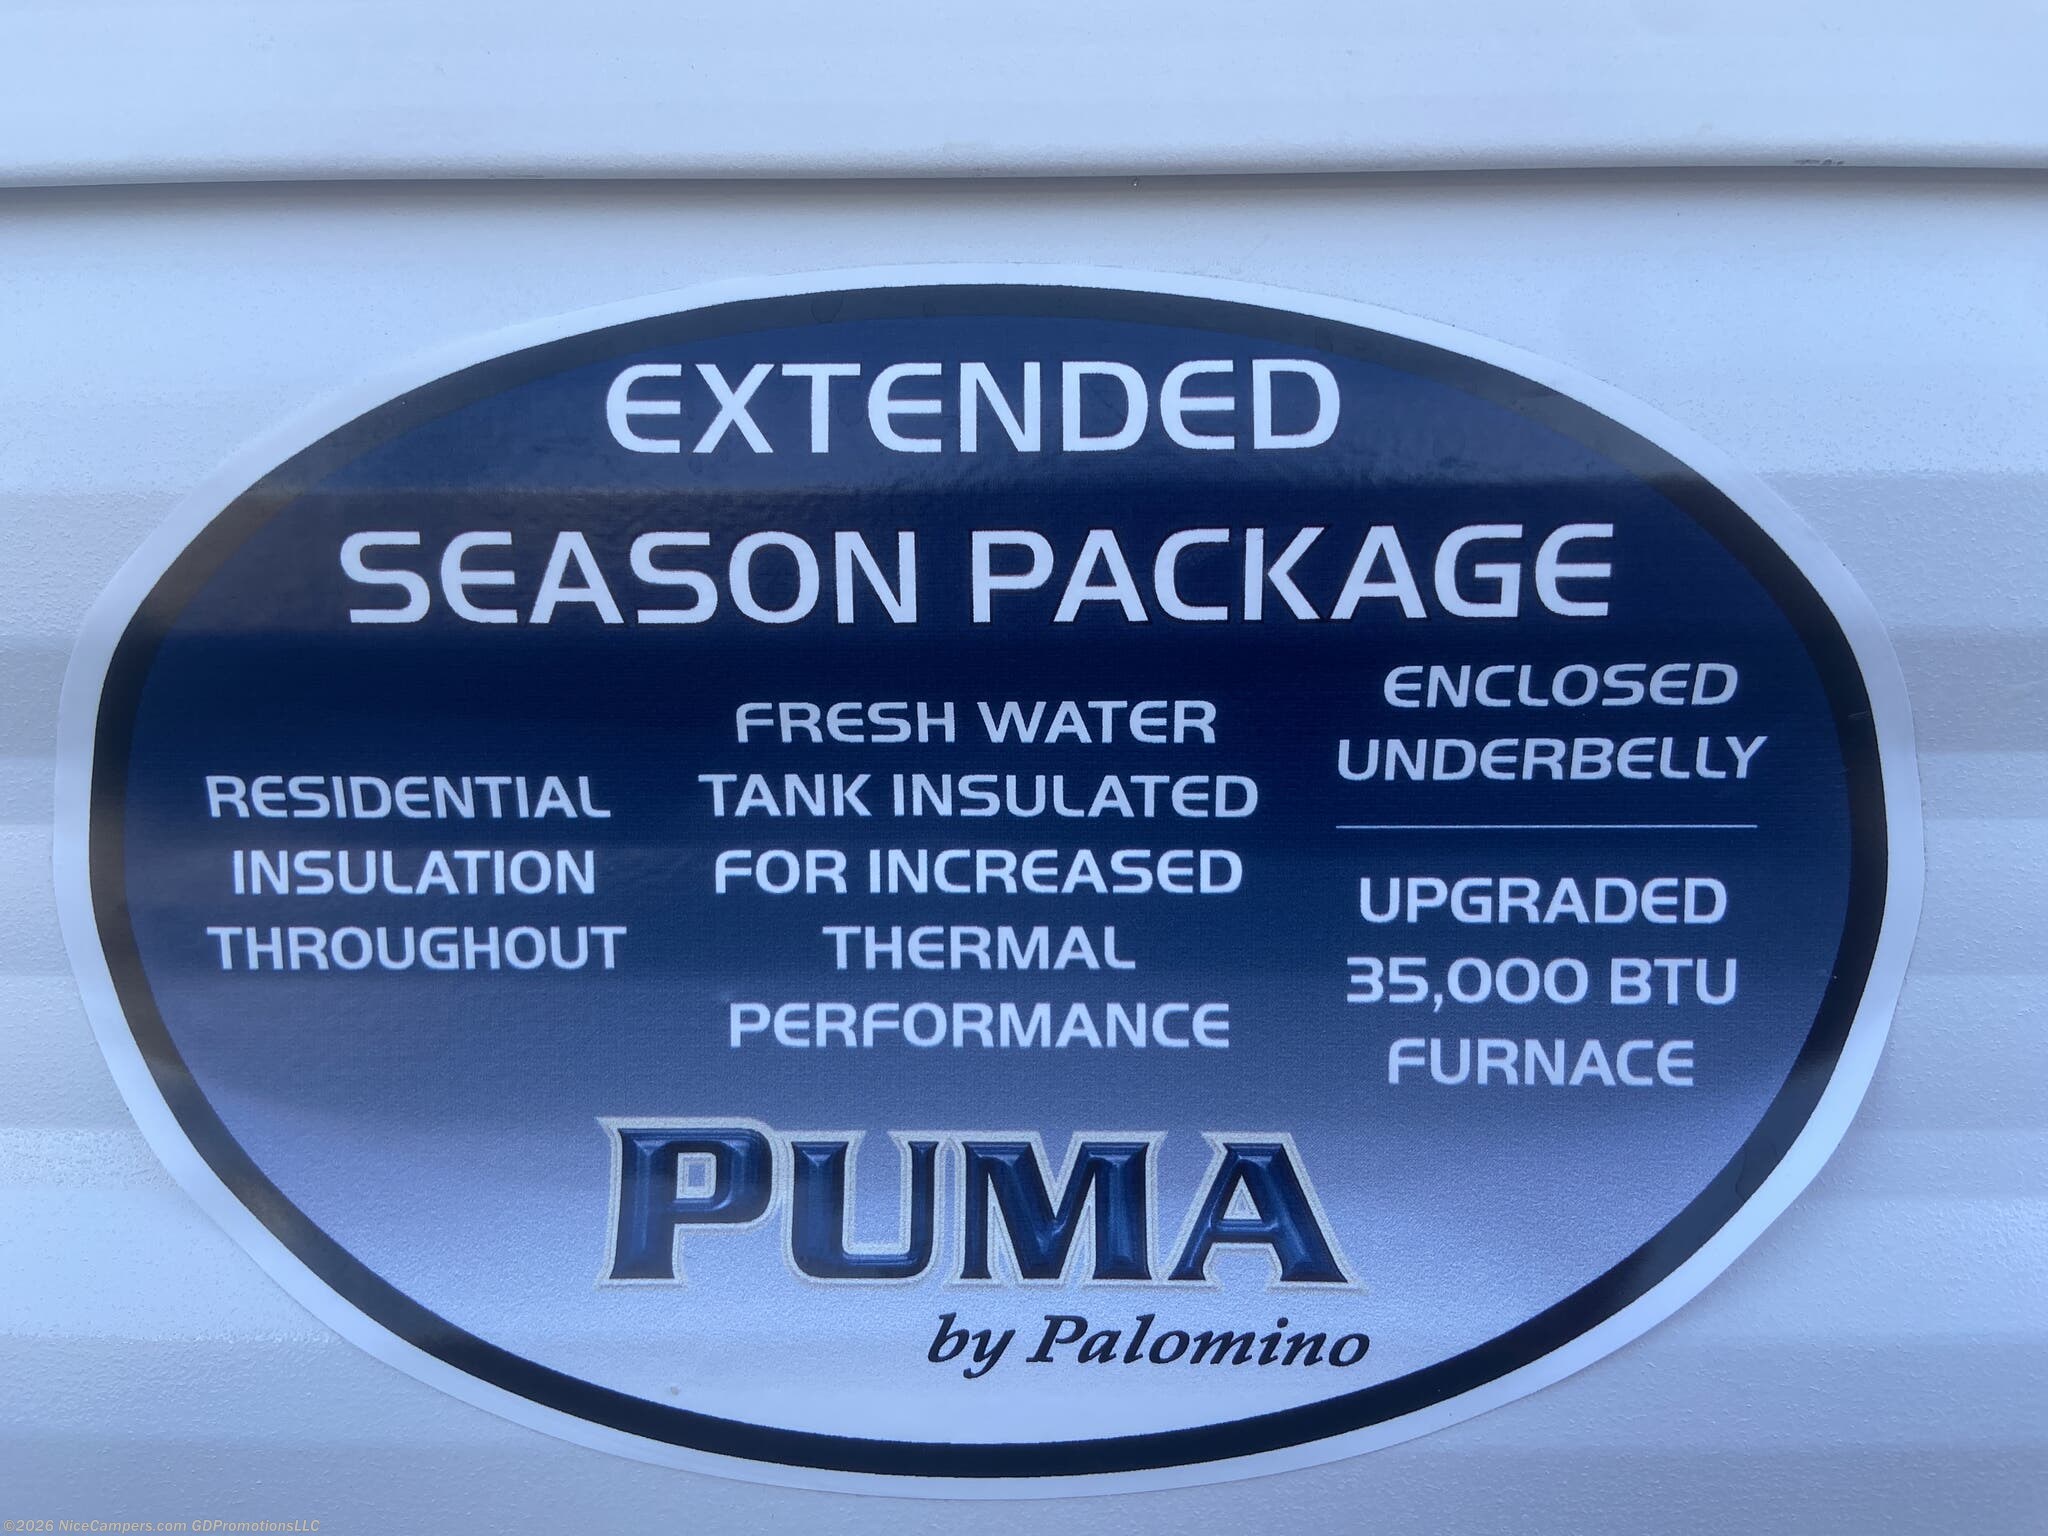 EXTENDED
SEASON PACKAGE
RESIDENTIAL
INSULATION
THROUGHOUT
FRESH WATER
TANK INSULATED
FOR INCREASED
THERMAL
PERFORMANCE
ENCLOSED
UNDERBELLY
UPGRADED
35,000 BTU
FURNACE
PUMA
by Palomino
©2026 NiceCampers.com GDPromotionsLLC